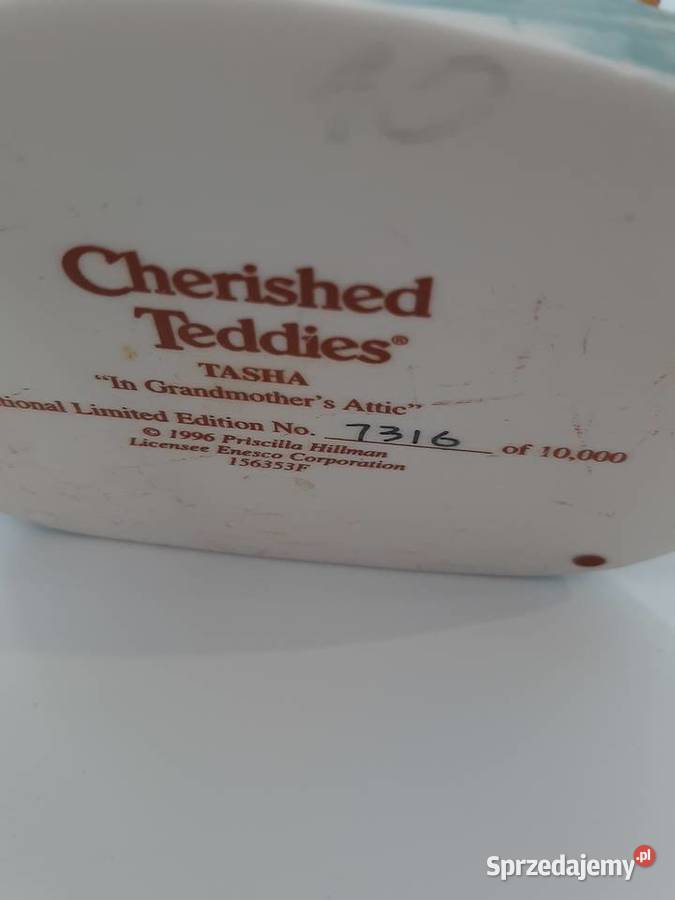 10
Cherished
Teddies®
TASHA
"In Grandmother's Attic"
Limited Edition No. 7316 of 10,000
© 1996 Priscilla Hillman
Licensee Enesco Corporation
156353F
Sprzedajemy.pl